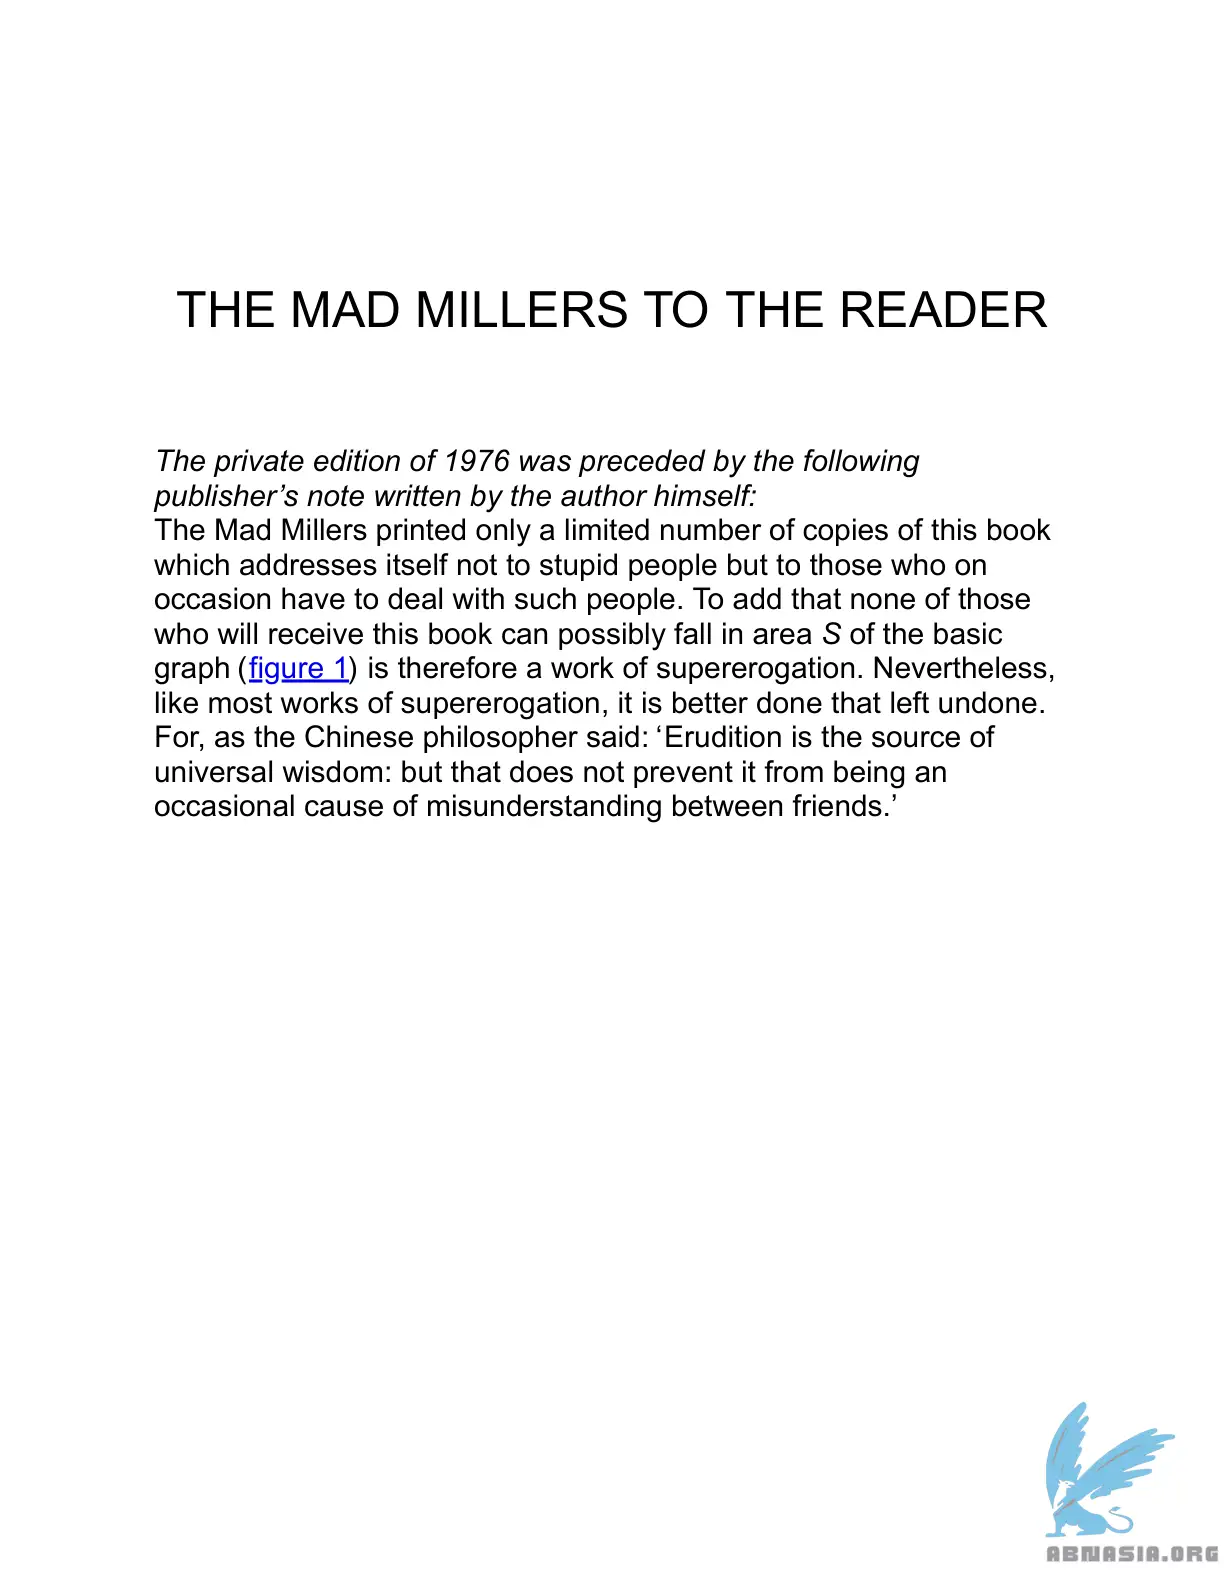 THE MAD MILLERS TO THE READER
The private edition of 1976 was preceded by the following
publisher’s note written by the author himself:
The Mad Millers printed only a limited number of copies of this book
which addresses itself not to stupid people but to those who on
occasion have to deal with such people. To add that none of those
who will receive this book can possibly fall in area S of the basic
graph (figure 1) is therefore a work of supererogation. Nevertheless,
like most works of supererogation, it is better done that left undone.
For, as the Chinese philosopher said: ‘Erudition is the source of
universal wisdom: but that does not prevent it from being an
occasional cause of misunderstanding between friends.’
ABNASIA.ORG